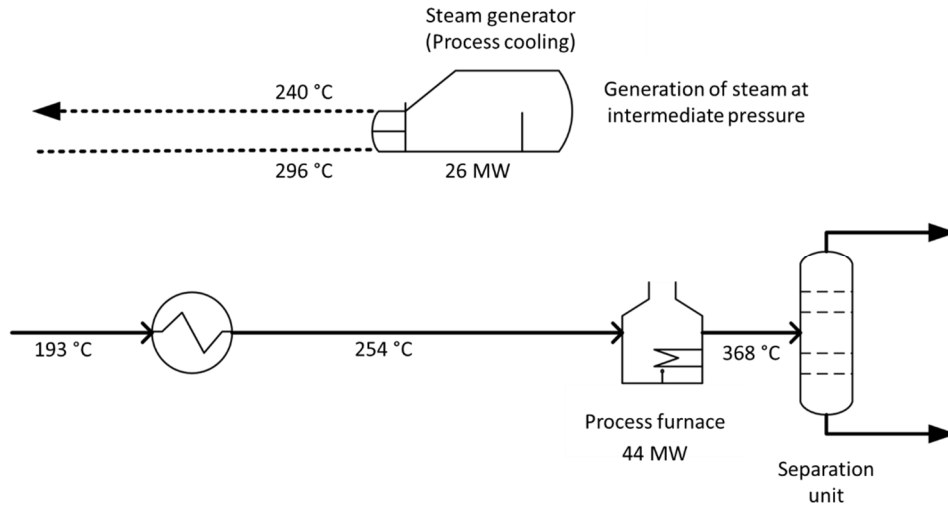 Steam generator
(Process cooling)
240 °C
Generation of steam at
intermediate pressure
296 °C
26 MW
193 °C
254 °C
368 °C
Process furnace
44 MW
Separation
unit